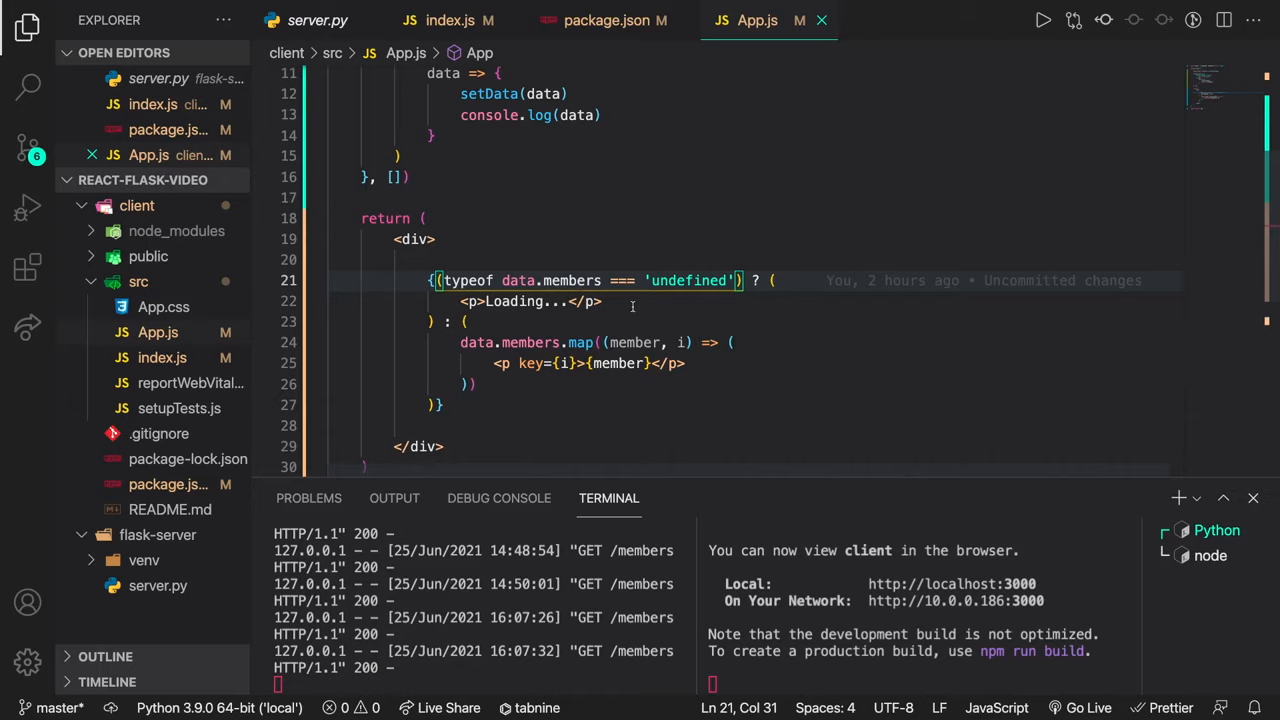 EXPLORER
server.py
index.js M
package.json M
App.js M
OPEN EDITORS
server.py flask-s...
index.js cli... M
package.js... M
App.js clien... M
REACT-FLASK-VIDEO
client
node_modules
public
src
App.css
App.js M
index.js M
reportWebVital...
setupTests.js
.gitignore
package-lock.json
package.js... M
README.md
flask-server
venv
server.py
OUTLINE
TIMELINE
6
client > src > JS App.js > App
11 data => {
12 setData(data)
13 console.log(data)
14 }
15 )
16 }, [])
17
18 return (
19 <div>
20
21 {(typeof data.members === 'undefined') ? ( You, 2 hours ago • Uncommitted changes
22 <p>Loading...</p>
23 ) : (
24 data.members.map((member, i) => (
25 <p key={i}>{member}</p>
26 ))
27 )}
28
29 </div>
30 )
PROBLEMS OUTPUT DEBUG CONSOLE TERMINAL
HTTP/1.1" 200 -
127.0.0.1 - - [25/Jun/2021 14:48:54] "GET /members
HTTP/1.1" 200 -
127.0.0.1 - - [25/Jun/2021 14:50:01] "GET /members
HTTP/1.1" 200 -
127.0.0.1 - - [25/Jun/2021 16:07:26] "GET /members
HTTP/1.1" 200 -
127.0.0.1 - - [25/Jun/2021 16:07:32] "GET /members
HTTP/1.1" 200 -
You can now view client in the browser.
Local: http://localhost:3000
On Your Network: http://10.0.0.186:3000
Note that the development build is not optimized.
To create a production build, use npm run build.
Python
node
master* Python 3.9.0 64-bit ('local') 0 0 Live Share tabnine Ln 21, Col 31 Spaces: 4 UTF-8 LF JavaScript Go Live Prettier